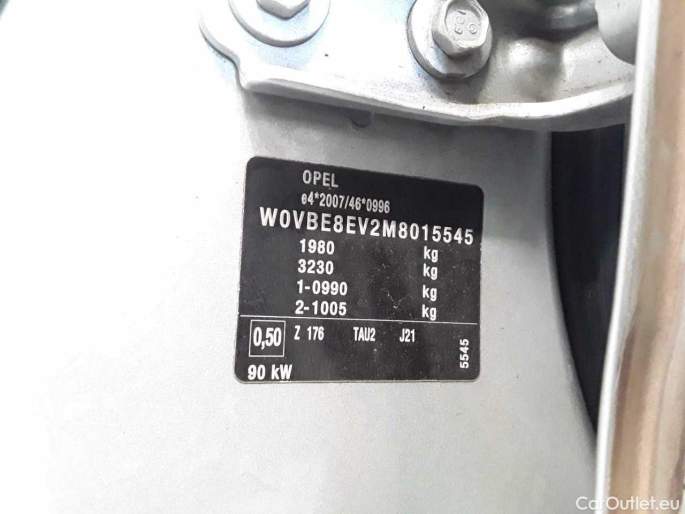 OPEL
e4*2007/46*0996
W0VBE8EV2M8015545
1980 kg
3230 kg
1-0990 kg
2-1005 kg
0,50 Z 176 TAU2 J21
5545
90 kW
CarOutlet.eu